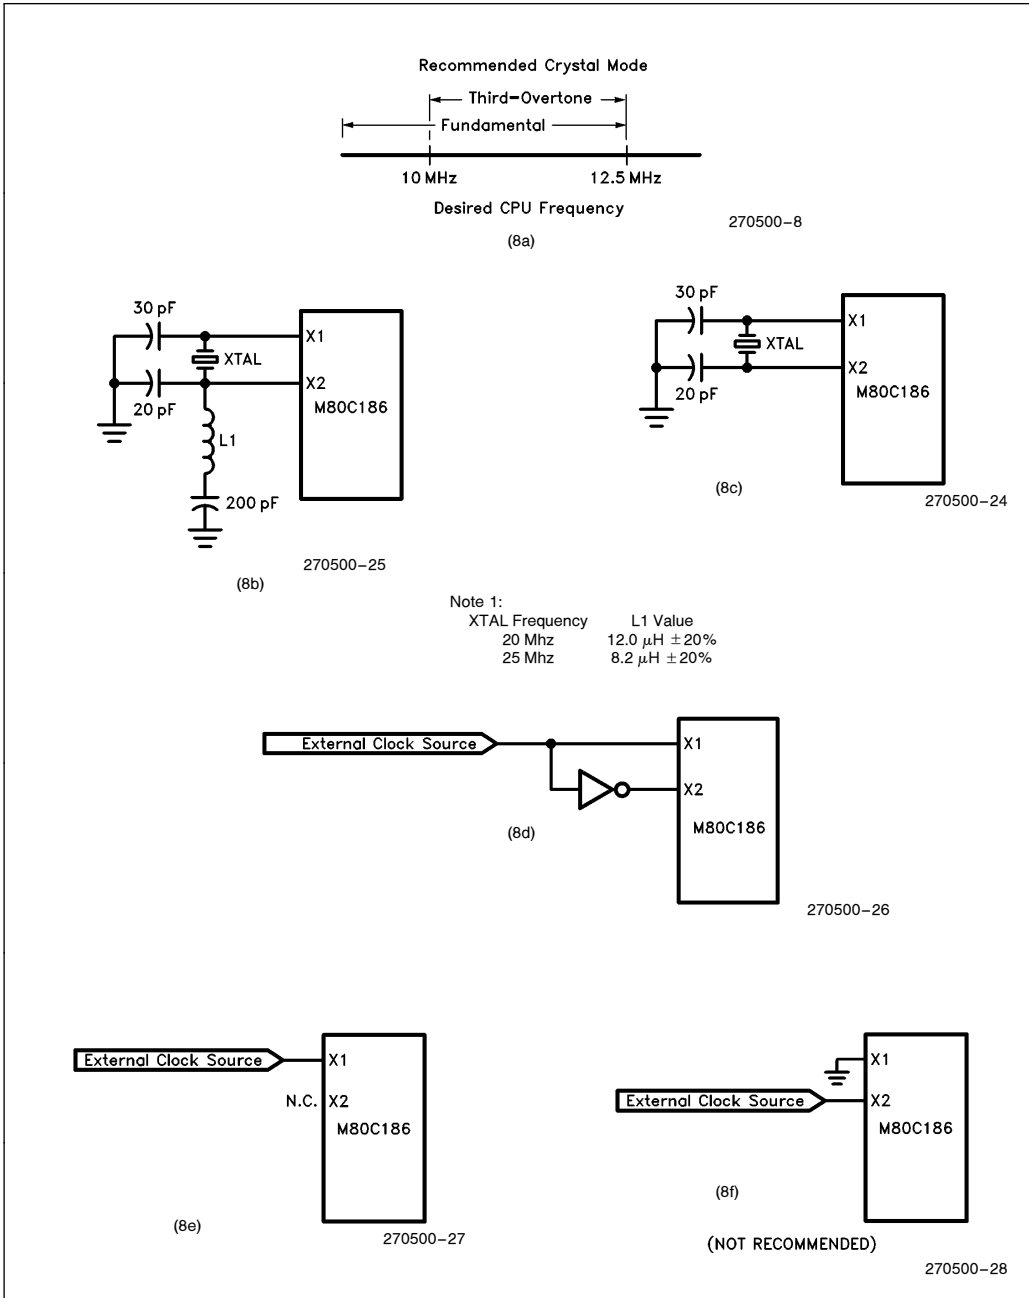 Recommended Crystal Mode
Third-Overtone
Fundamental
10 MHz 12.5 MHz
Desired CPU Frequency
270500-8
(8a)
30 pF
X1
XTAL
X2
20 pF
M80C186
L1
200 pF
270500-25
(8b)
30 pF
X1
XTAL
X2
20 pF
M80C186
(8c)
270500-24
Note 1:
XTAL Frequency L1 Value
20 Mhz 12.0 μH ±20%
25 Mhz 8.2 μH ±20%
External Clock Source
X1
X2
M80C186
(8d)
270500-26
External Clock Source
X1
N.C. X2
M80C186
(8e)
270500-27
X1
External Clock Source
X2
M80C186
(8f)
(NOT RECOMMENDED)
270500-28